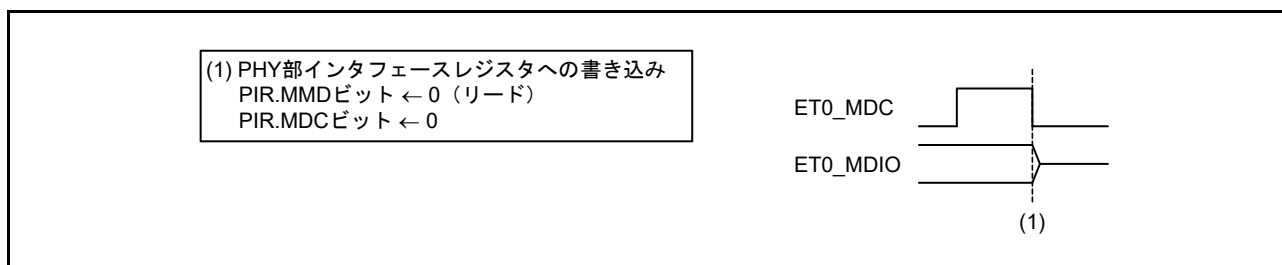 (1) PHY部インタフェースレジスタへの書き込み
PIR.MMDビット ← 0（リード）
PIR.MDCビット ← 0
ET0_MDC
ET0_MDIO
(1)